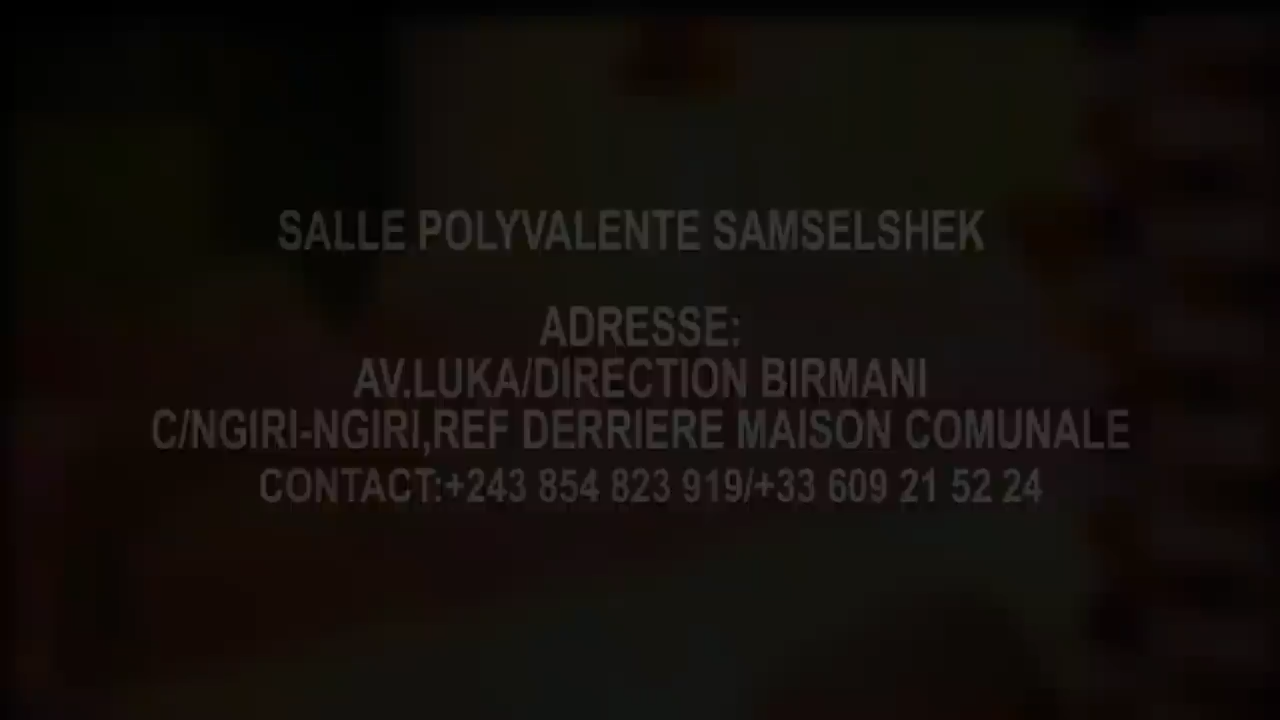 SALLE POLYVALENTE SAMSELSHEK
ADRESSE:
AV.LUKA/DIRECTION BIRMANI
C/NGIRI-NGIRI,REF DERRIERE MAISON COMUNALE
CONTACT:+243 854 823 919/+33 609 21 52 24